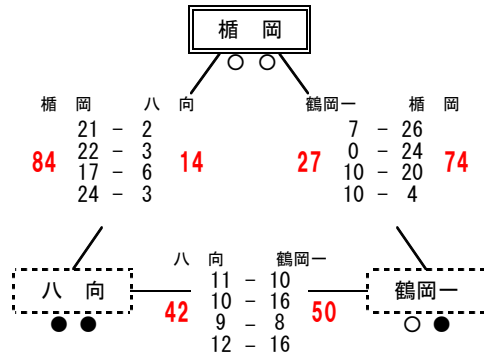 楯 岡
○ ○
楯 岡 八 向
21 - 2
22 - 3
17 - 6
24 - 3
84 14
鶴岡一 楯 岡
7 - 26
0 - 24
10 - 20
10 - 4
27 74
八 向
● ●
八 向 鶴岡一
11 - 10
10 - 16
9 - 8
12 - 16
42 50
鶴岡一
○ ●